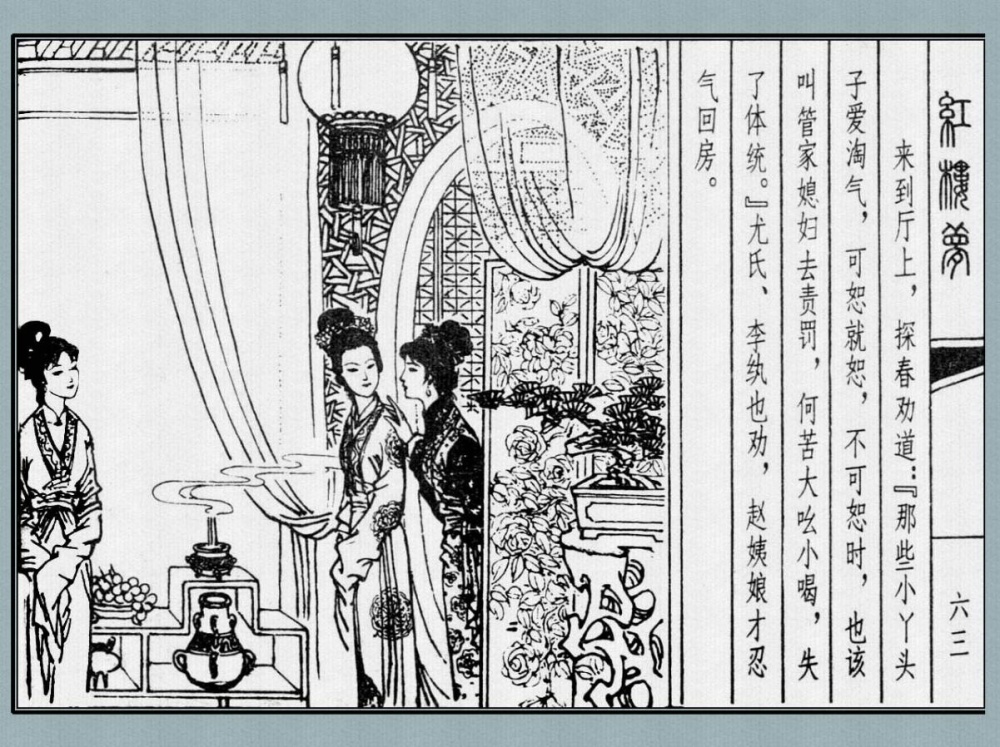 紅樓夢
六三
来到厅上，探春劝道：『那些小丫头
子爱淘气，可恕就恕，不可恕时，也该
叫管家媳妇去责罚，何苦大吆小喝，失
了体统。』尤氏、李纨也劝，赵姨娘才忍
气回房。